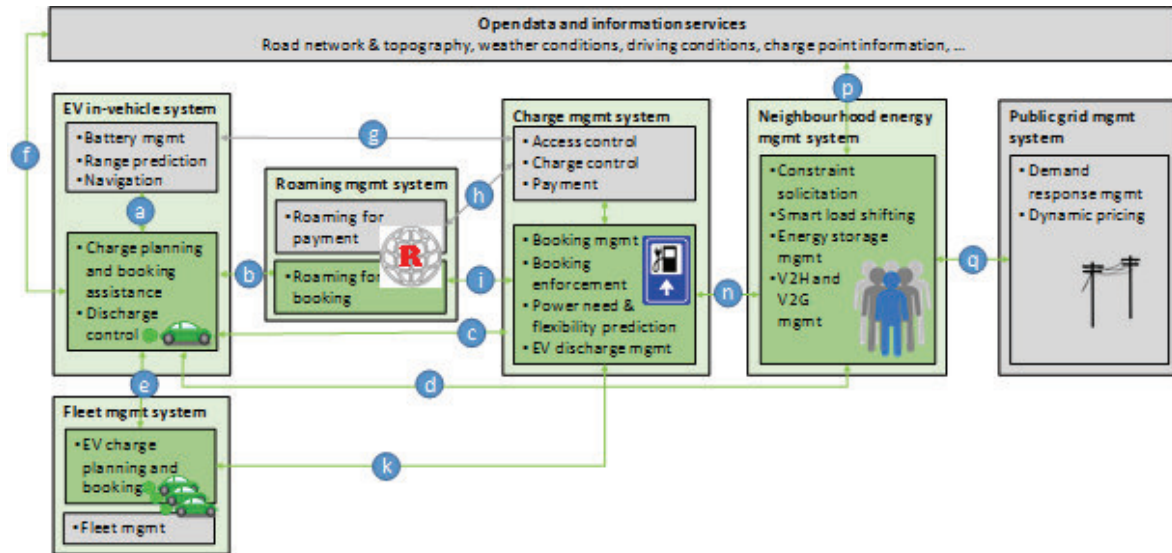 Open data and information services
Road network & topography, weather conditions, driving conditions, charge point information, ...
f
p
EV in-vehicle system
•Battery mgmt
•Range prediction
•Navigation
a
•Charge planning
and booking
assistance
•Discharge
control
g
b
c
d
e
Roaming mgmt system
•Roaming for
payment
R
•Roaming for
booking
h
i
Charge mgmt system
•Access control
•Charge control
•Payment
•Booking mgmt
•Booking
enforcement
•Power need &
flexibility prediction
•EV discharge mgmt
n
Neighbourhood energy
mgmt system
•Constraint
solicitation
•Smart load shifting
•Energy storage
mgmt
•V2H and
V2G
mgmt
q
Public grid mgmt
system
•Demand
response mgmt
•Dynamic pricing
Fleet mgmt system
•EV charge
planning and
booking
•Fleet mgmt
k